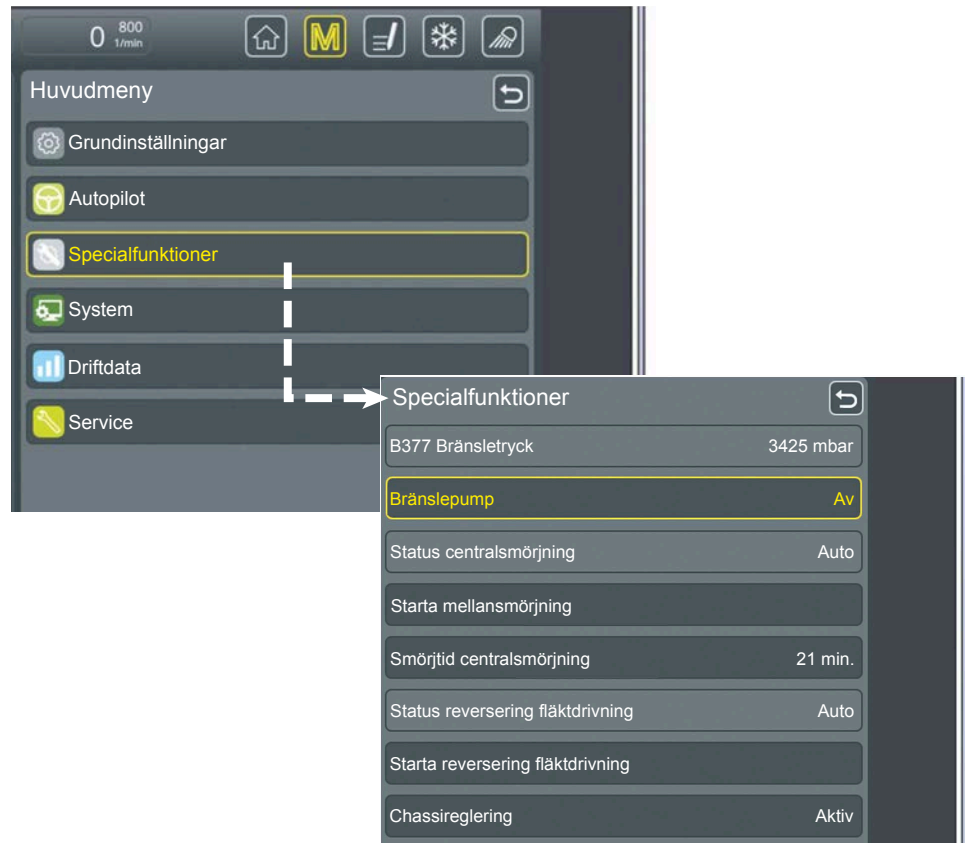 0 800 1/min M
Huvudmeny
Grundinställningar
Autopilot
Specialfunktioner
System
Driftdata
Service
Specialfunktioner
B377 Bränsletryck 3425 mbar
Bränslepump Av
Status centralsmörjning Auto
Starta mellansmörjning
Smörjtid centralsmörjning 21 min.
Status reversering fläktdrivning Auto
Starta reversering fläktdrivning
Chassireglering Aktiv